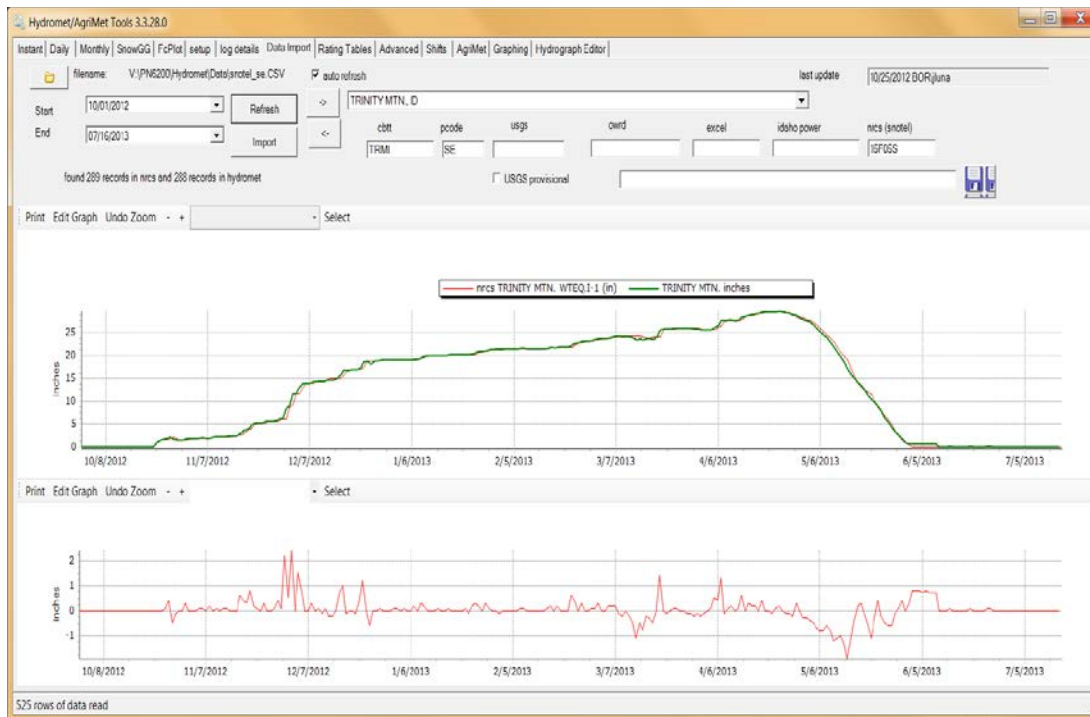 Hydromet/AgriMet Tools 3.3.28.0
Instant Daily Monthly SnowGG FcPlot setup log details Data Import Rating Tables Advanced Shifts AgriMet Graphing Hydrograph Editor
filename: V:\PN6200\Hydromet\Data\snotel_se.CSV auto refresh last update 10/25/2012 BOR\jluna
Start 10/01/2012 Refresh -> TRINITY MTN., ID
End 07/16/2013 Import <- cbtt pcode usgs owrd excel idaho power nrcs (snotel)
TRMI SE 15F05S
found 289 records in nrcs and 288 records in hydromet USGS provisional
Print Edit Graph Undo Zoom - + Select
nrcs TRINITY MTN. WTEQ.I-1 (in) TRINITY MTN. inches
inches
25
20
15
10
5
0
10/8/2012 11/7/2012 12/7/2012 1/6/2013 2/5/2013 3/7/2013 4/6/2013 5/6/2013 6/5/2013 7/5/2013
Print Edit Graph Undo Zoom - + Select
inches
2
1
0
-1
10/8/2012 11/7/2012 12/7/2012 1/6/2013 2/5/2013 3/7/2013 4/6/2013 5/6/2013 6/5/2013 7/5/2013
525 rows of data read